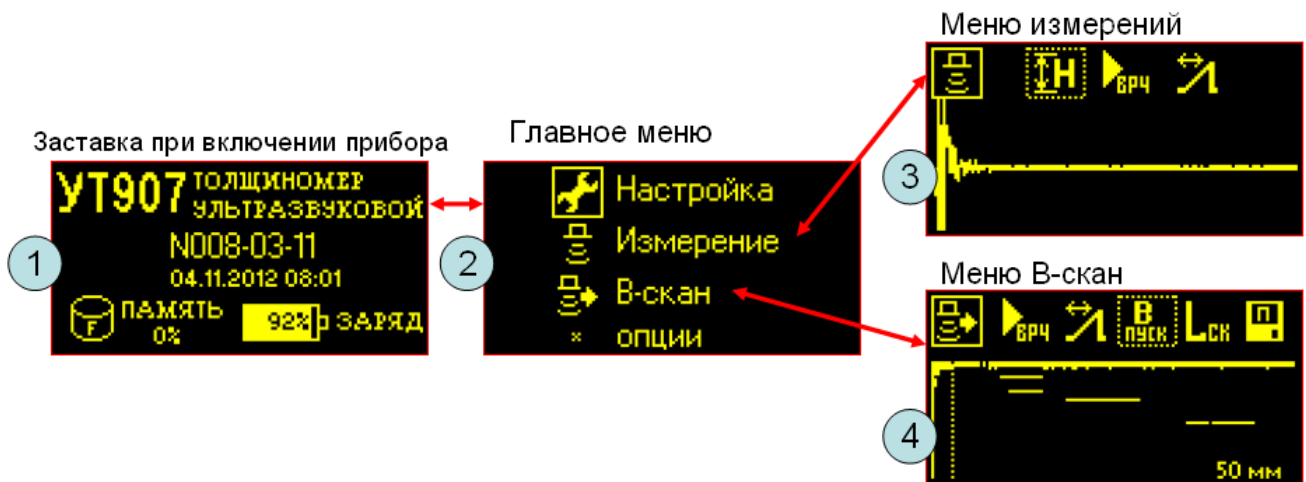 Меню измерений
H
ВРЧ
3
Заставка при включении прибора
УТ907 ТОЛЩИНОМЕР
УЛЬТРАЗВУКОВОЙ
N008-03-11
04.11.2012 08:01
F
ПАМЯТЬ
0%
92%
ЗАРЯД
1
Главное меню
Настройка
Измерение
В-скан
× опции
2
Меню В-скан
ВРЧ
В
ПУСК
Lск
П
4
50 мм